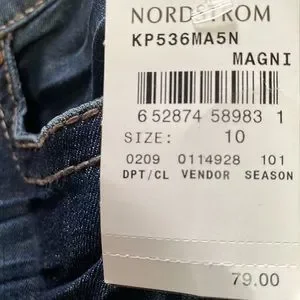 NORDSTROM
KP536MA5N
MAGNI
6 52874 58983 1
SIZE: 10
0209 0114928 101
DPT/CL VENDOR SEASON
79.00